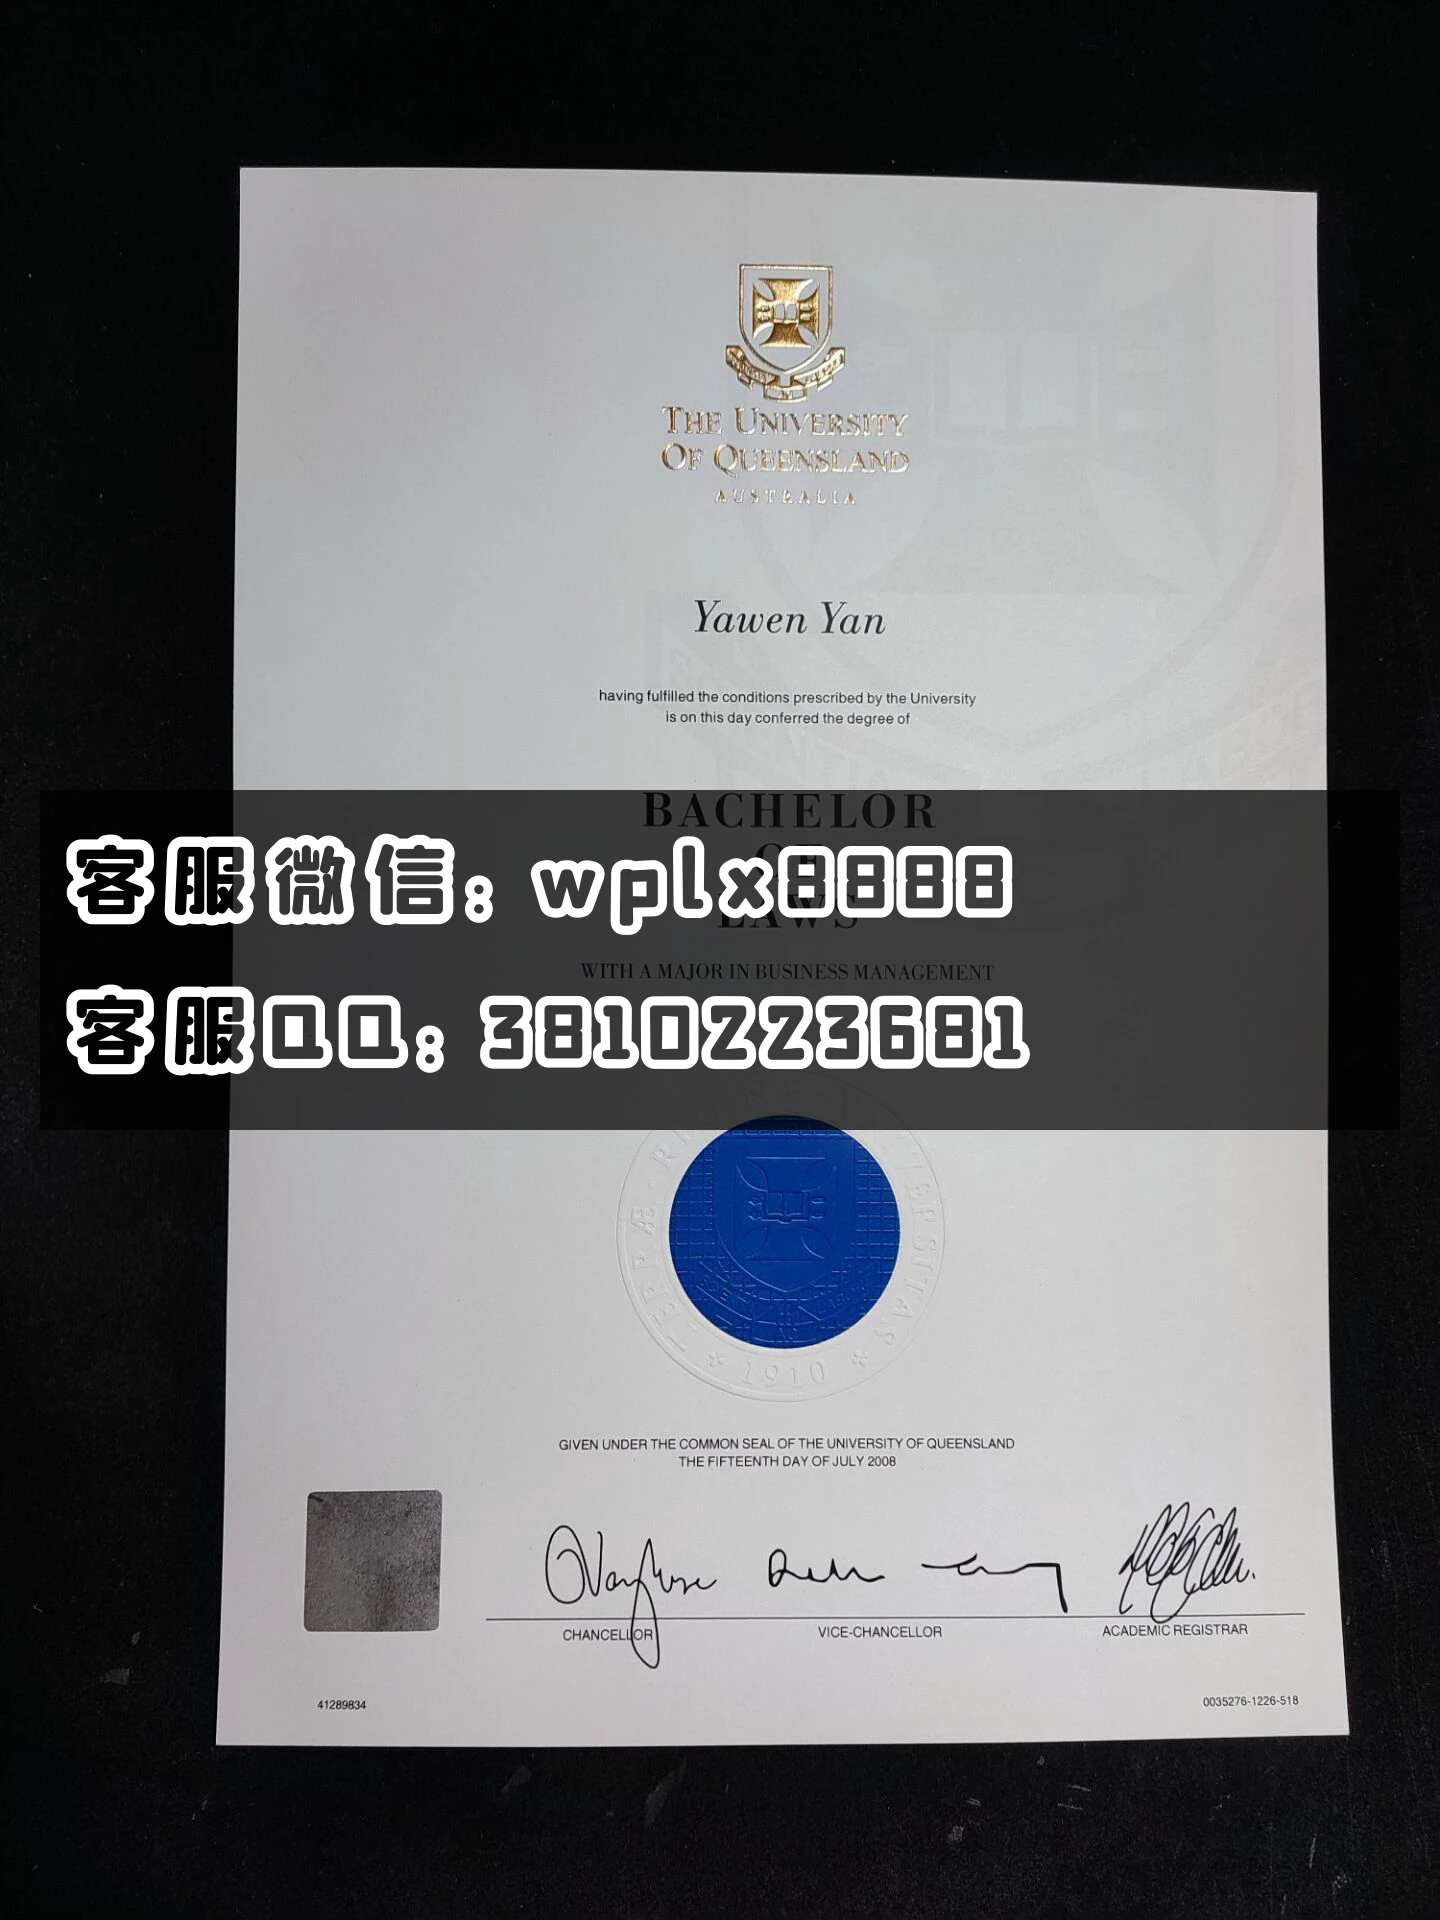 THE UNIVERSITY
OF QUEENSLAND
AUSTRALIA
Yawen Yan
having fulfilled the conditions prescribed by the University
is on this day conferred the degree of
BACHELOR
OF
LAWS
客服微信: wplx8888
WITH A MAJOR IN BUSINESS MANAGEMENT
客服QQ: 3810223681
1910
GIVEN UNDER THE COMMON SEAL OF THE UNIVERSITY OF QUEENSLAND
THE FIFTEENTH DAY OF JULY 2008
CHANCELLOR
VICE-CHANCELLOR
ACADEMIC REGISTRAR
41289834
0035276-1226-518